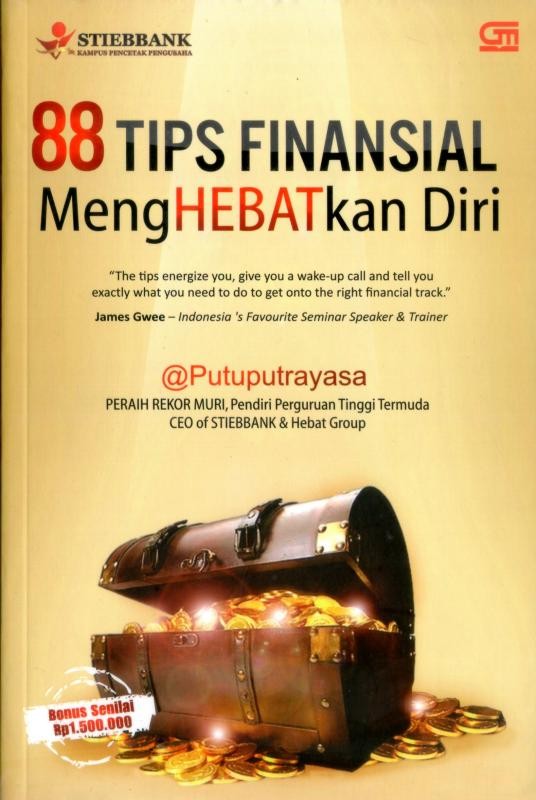 STIEBBANK
KAMPUS PENCETAK PENGUSAHA
GM
88 TIPS FINANSIAL
MengHEBATkan Diri
“The tips energize you, give you a wake-up call and tell you
exactly what you need to do to get onto the right financial track.”
James Gwee – Indonesia 's Favourite Seminar Speaker & Trainer
@Putuputrayasa
PERAIH REKOR MURI, Pendiri Perguruan Tinggi Termuda
CEO of STIEBBANK & Hebat Group
Bonus Senilai
Rp1.500.000